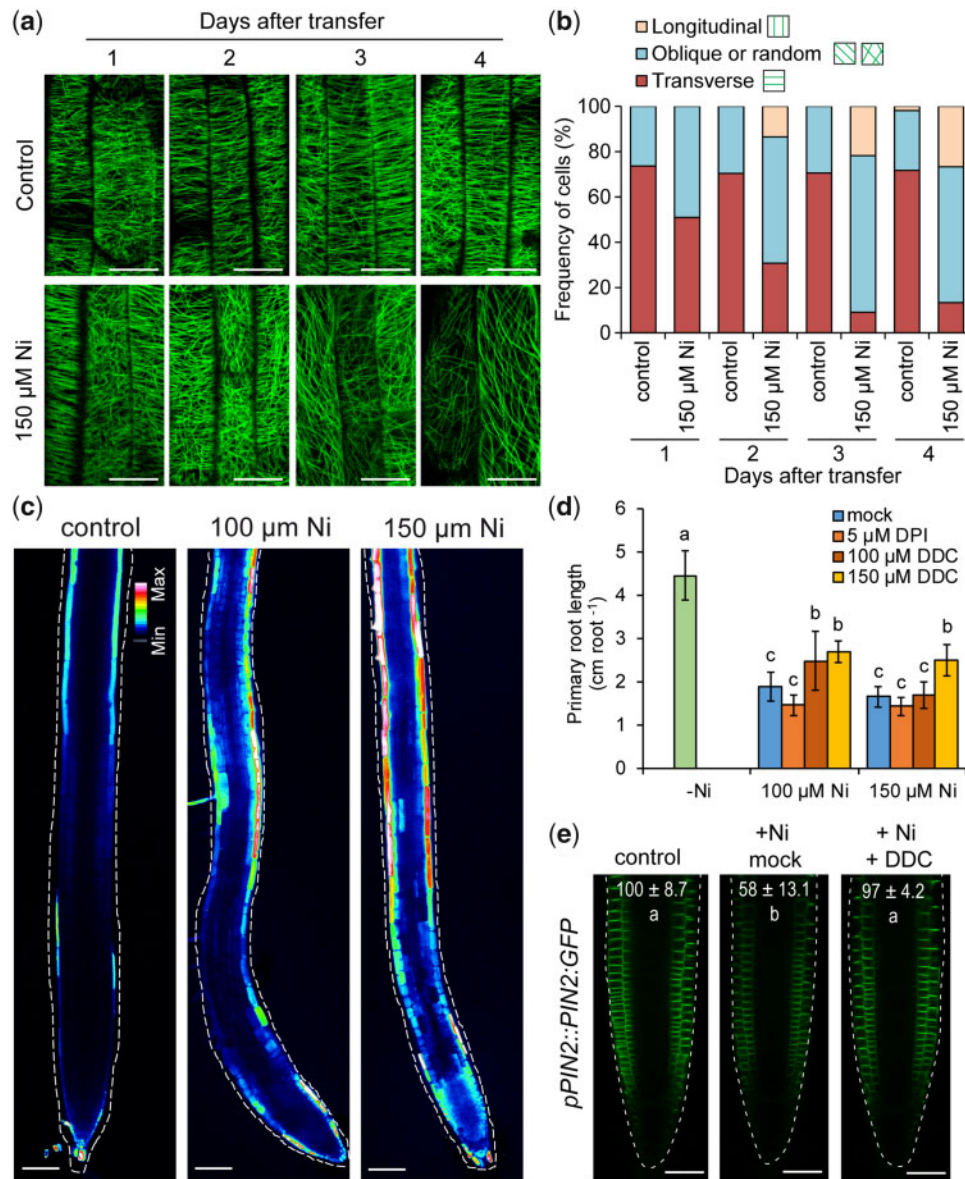 (a)
Days after transfer
1 2 3 4
Control
150 µM Ni
(b)
Longitudinal
Oblique or random
Transverse
Frequency of cells (%)
100
80
60
40
20
0
control
150 µM Ni
control
150 µM Ni
control
150 µM Ni
control
150 µM Ni
1 2 3 4
Days after transfer
(c)
control
100 µm Ni
150 µm Ni
Max
Min
(d)
mock
5 µM DPI
100 µM DDC
150 µM DDC
Primary root length
(cm root -1)
6
5
4
3
2
1
0
a
c c b b
c c c b
-Ni
100 µM Ni
150 µM Ni
(e)
control
+Ni
mock
+ Ni
+ DDC
100 ± 8.7
a
58 ± 13.1
b
97 ± 4.2
a
pPIN2::PIN2:GFP